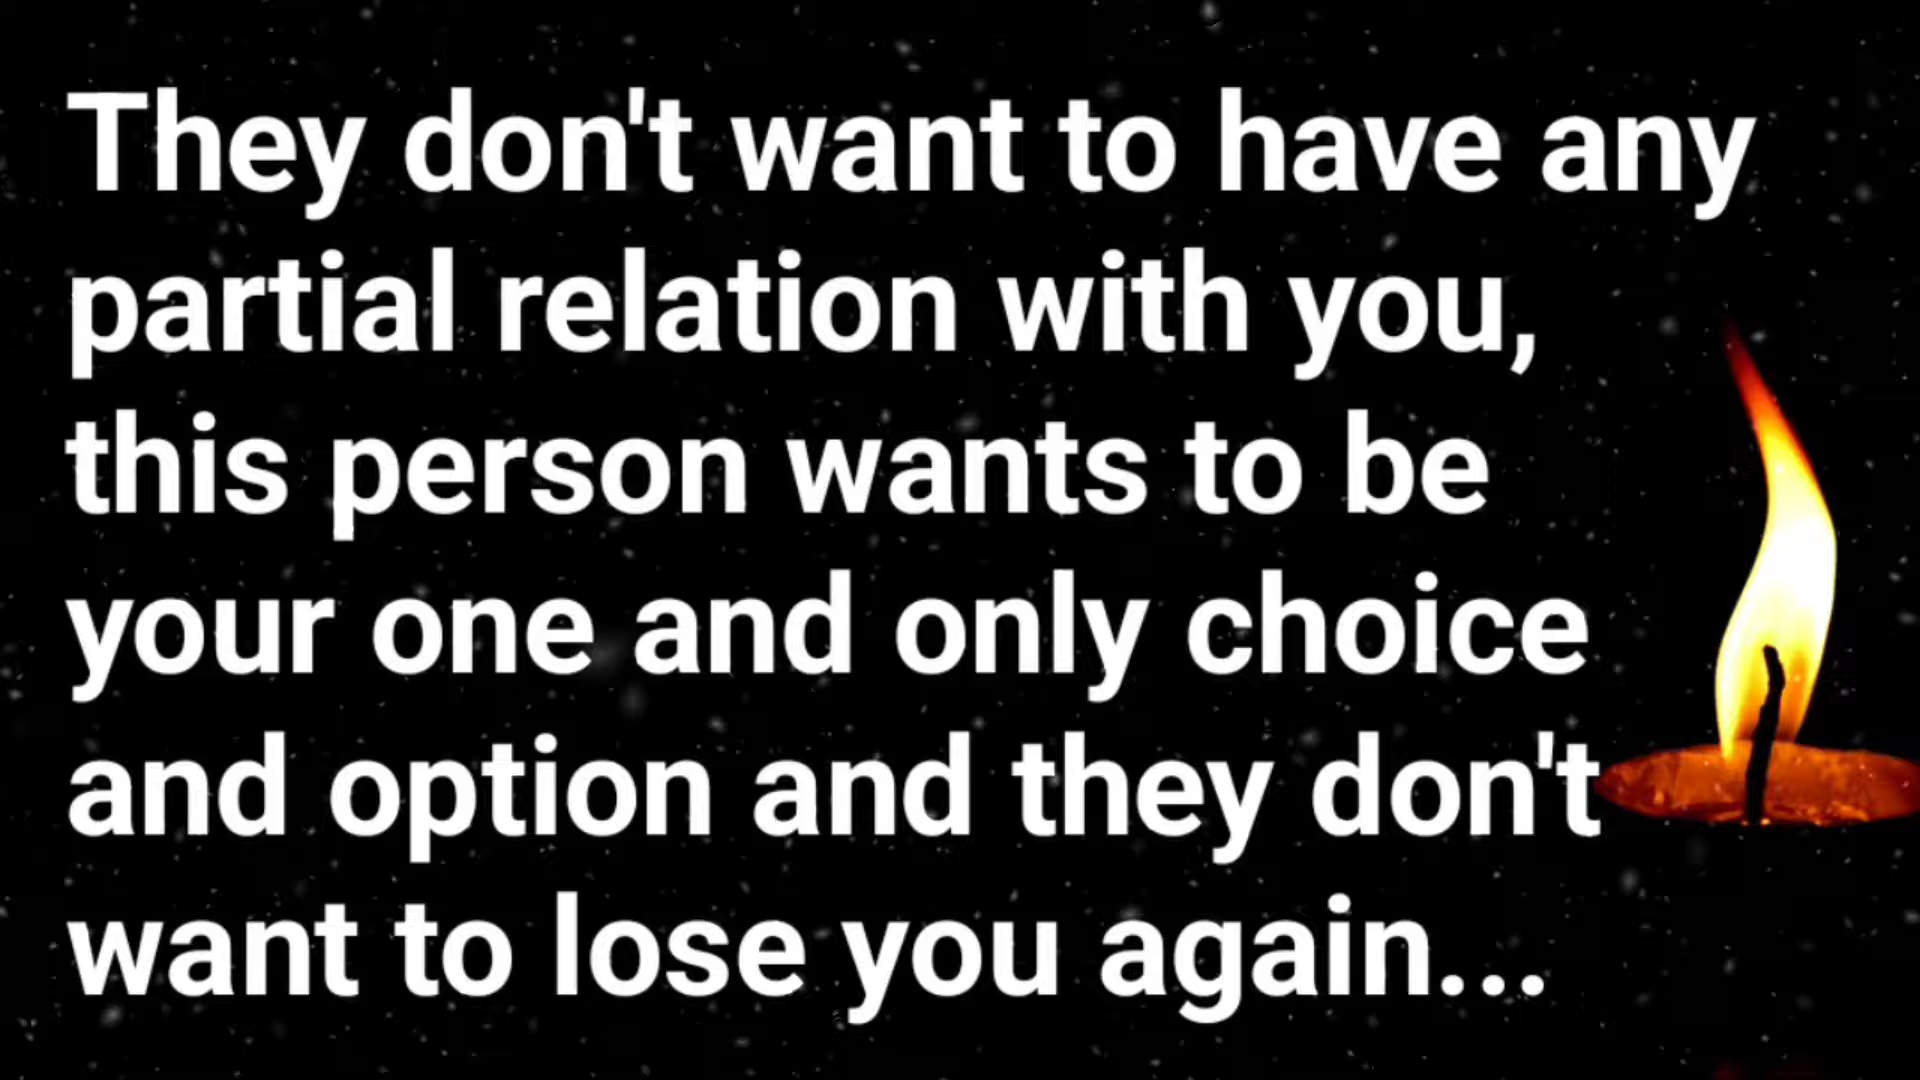 They don't want to have any
partial relation with you,
this person wants to be
your one and only choice
and option and they don't
want to lose you again...